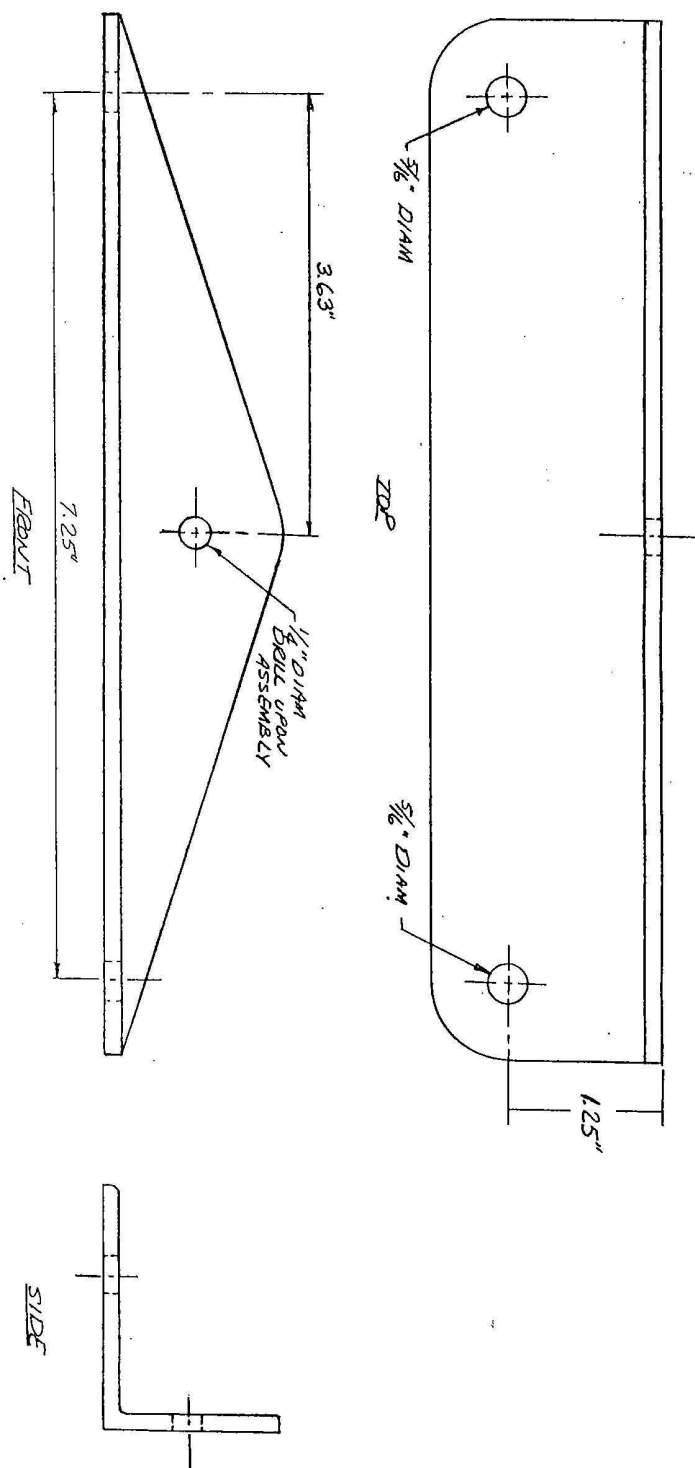 5/16" DIAM
TOP
5/16" DIAM
1.25"
3.63"
1/4" DIAM
DRILL UPON
ASSEMBLY
7.25"
FRONT
SIDE